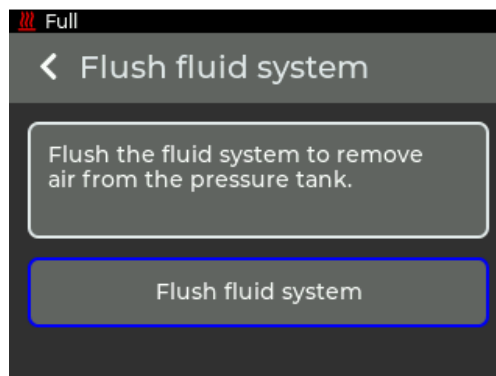 Full
Flush fluid system
Flush the fluid system to remove
air from the pressure tank.
Flush fluid system